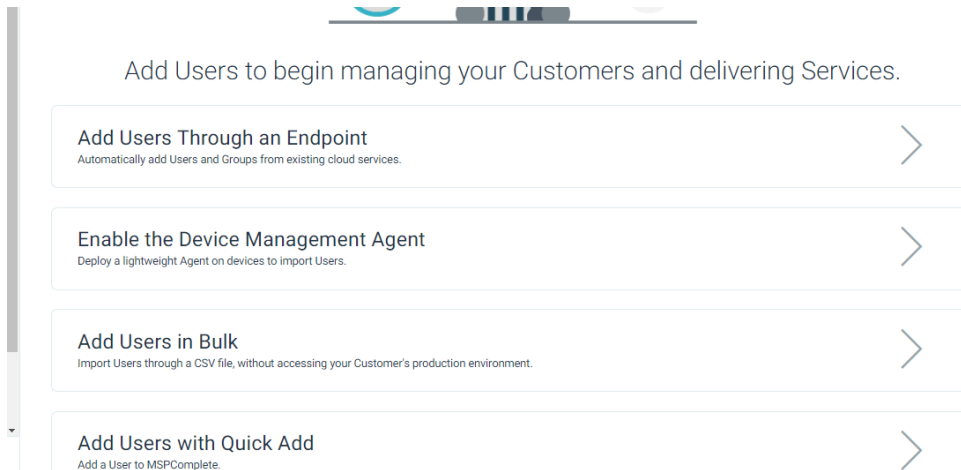 Add Users to begin managing your Customers and delivering Services.
Add Users Through an Endpoint
Automatically add Users and Groups from existing cloud services.
Enable the Device Management Agent
Deploy a lightweight Agent on devices to import Users.
Add Users in Bulk
Import Users through a CSV file, without accessing your Customer's production environment.
Add Users with Quick Add
Add a User to MSPComplete.